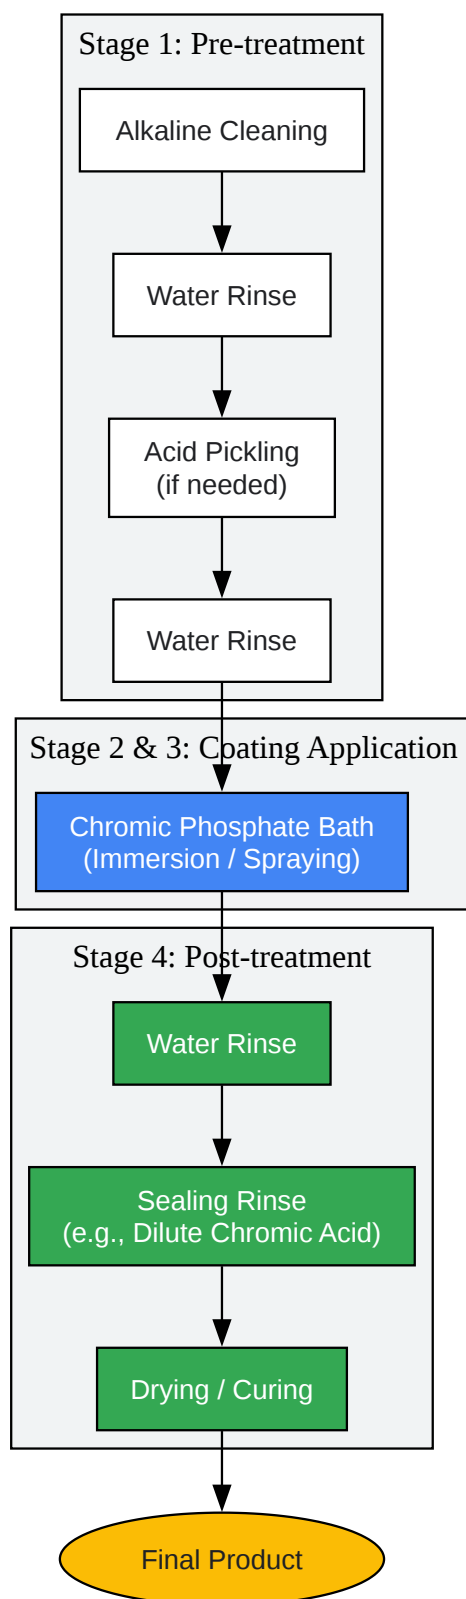 Stage 1: Pre-treatment
Alkaline Cleaning
Water Rinse
Acid Pickling
(if needed)
Water Rinse
Stage 2 & 3: Coating Application
Chromic Phosphate Bath
(Immersion / Spraying)
Stage 4: Post-treatment
Water Rinse
Sealing Rinse
(e.g., Dilute Chromic Acid)
Drying / Curing
Final Product